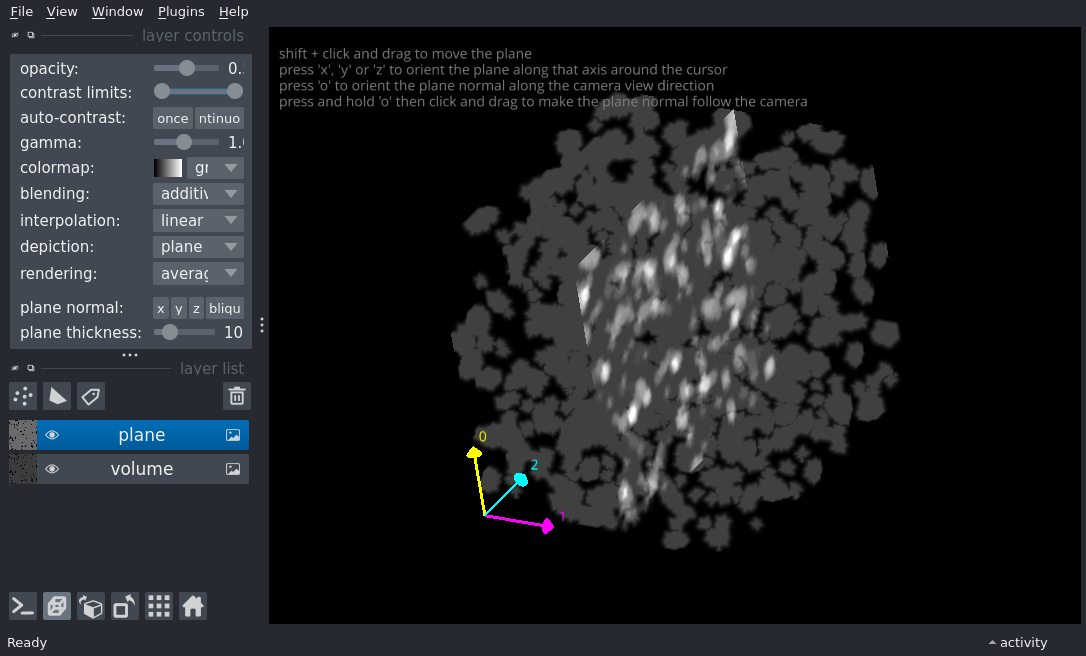 File View Window Plugins Help
layer controls
opacity: 0.
contrast limits:
auto-contrast: once ntinuo
gamma: 1.0
colormap: gr
blending: additiv
interpolation: linear
depiction: plane
rendering: averag
plane normal: x y z bliqu
plane thickness: 10
layer list
plane
volume
Ready
shift + click and drag to move the plane
press 'x', 'y' or 'z' to orient the plane along that axis around the cursor
press 'o' to orient the plane normal along the camera view direction
press and hold 'o' then click and drag to make the plane normal follow the camera
0
2
1
activity